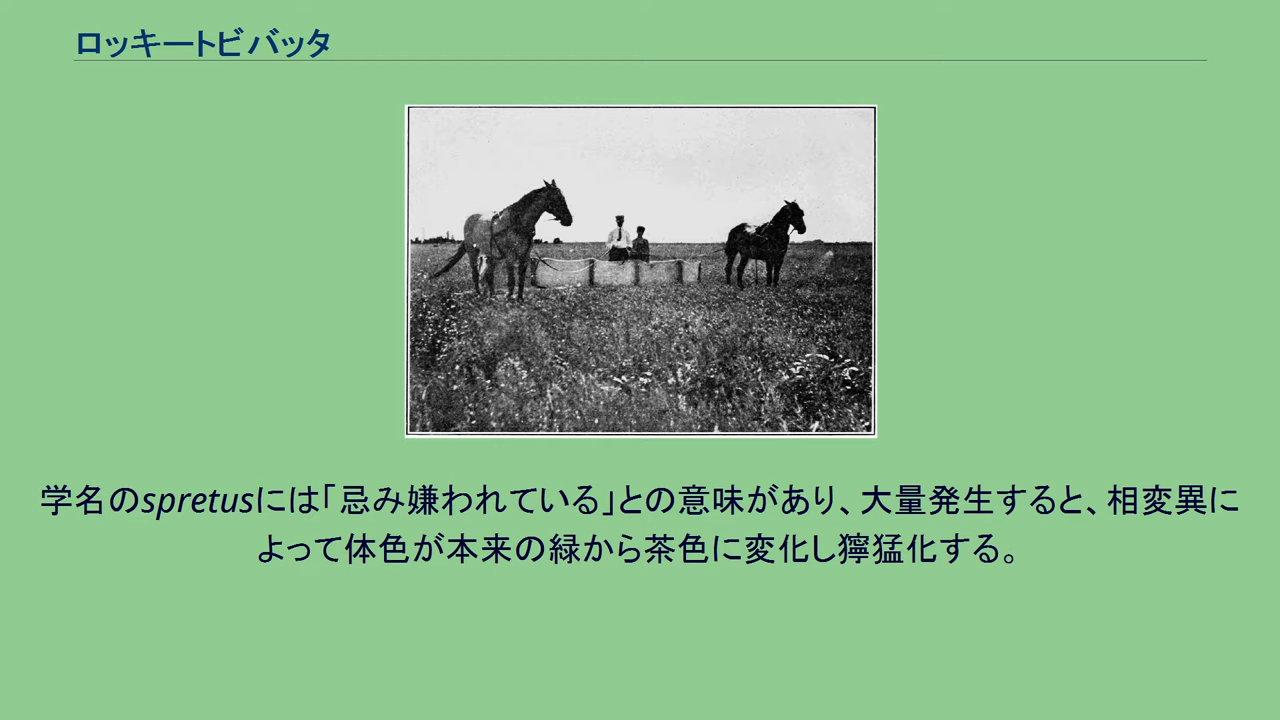 ロッキートビバッタ
学名のspretusには「忌み嫌われている」との意味があり、大量発生すると、相変異に
よって体色が本来の緑から茶色に変化し獰猛化する。